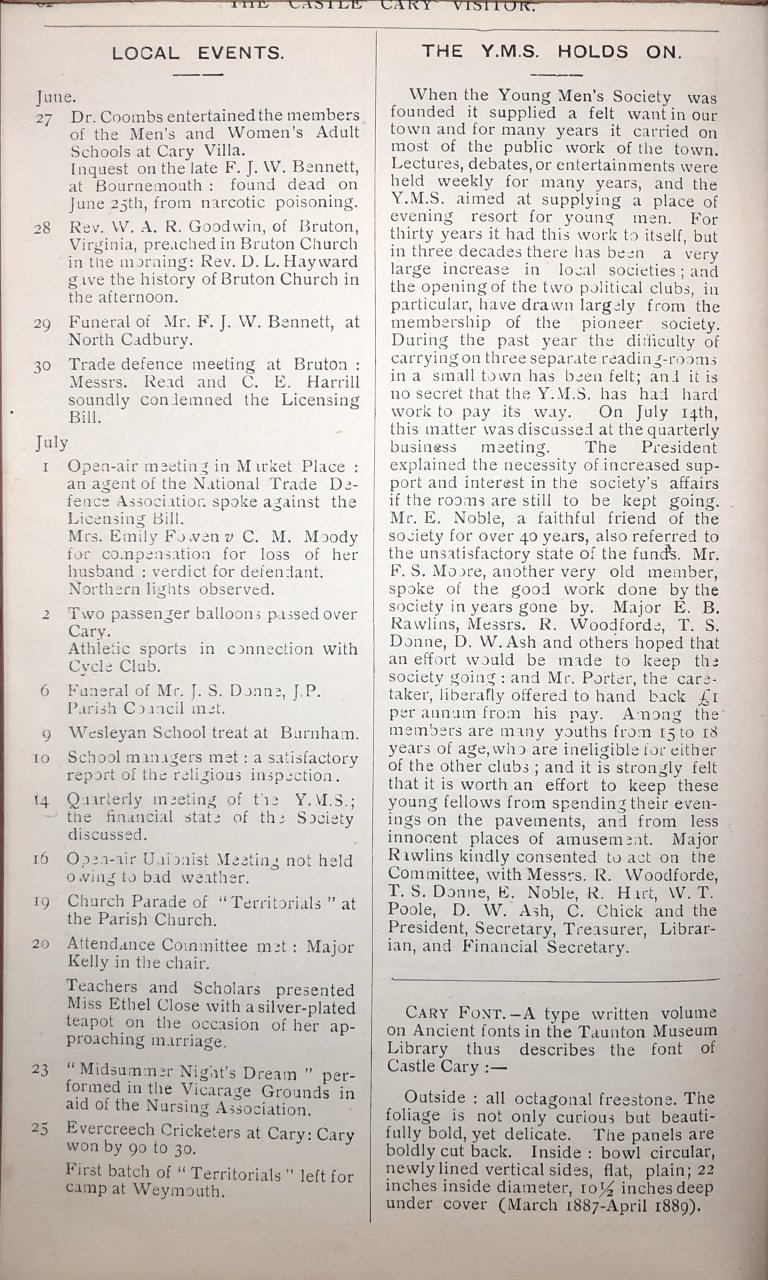 THE CASTLE CARY VISITOR.
LOCAL EVENTS.
June.
27 Dr. Coombs entertained the members
of the Men's and Women's Adult
Schools at Cary Villa.
Inquest on the late F. J. W. Bennett,
at Bournemouth : found dead on
June 25th, from narcotic poisoning.
28 Rev. W. A. R. Goodwin, of Bruton,
Virginia, preached in Bruton Church
in the morning: Rev. D. L. Hayward
gave the history of Bruton Church in
the afternoon.
29 Funeral of Mr. F. J. W. Bennett, at
North Cadbury.
30 Trade defence meeting at Bruton :
Messrs. Read and C. E. Harrill
soundly condemned the Licensing
Bill.
July
1 Open-air meeting in Market Place :
an agent of the National Trade De-
fence Association spoke against the
Licensing Bill.
Mrs. Emily Fowen v C. M. Moody
for compensation for loss of her
husband : verdict for defendant.
Northern lights observed.
2 Two passenger balloons passed over
Cary.
Athletic sports in connection with
Cycle Club.
6 Funeral of Mr. J. S. Donne, J.P.
Parish Council met.
9 Wesleyan School treat at Burnham.
10 School managers met : a satisfactory
report of the religious inspection.
14 Quarterly meeting of the Y.M.S.;
the financial state of the Society
discussed.
16 Open-air Unionist Meeting not held
owing to bad weather.
19 Church Parade of "Territorials" at
the Parish Church.
20 Attendance Committee met : Major
Kelly in the chair.
Teachers and Scholars presented
Miss Ethel Close with a silver-plated
teapot on the occasion of her ap-
proaching marriage.
23 "Midsummer Night's Dream" per-
formed in the Vicarage Grounds in
aid of the Nursing Association.
25 Evercreech Cricketers at Cary: Cary
won by 90 to 30.
First batch of "Territorials" left for
camp at Weymouth.
THE Y.M.S. HOLDS ON.
When the Young Men's Society was
founded it supplied a felt want in our
town and for many years it carried on
most of the public work of the town.
Lectures, debates, or entertainments were
held weekly for many years, and the
Y.M.S. aimed at supplying a place of
evening resort for young men. For
thirty years it had this work to itself, but
in three decades there has been a very
large increase in local societies ; and
the opening of the two political clubs, in
particular, have drawn largely from the
membership of the pioneer society.
During the past year the difficulty of
carrying on three separate reading-rooms
in a small town has been felt; and it is
no secret that the Y.M.S. has had hard
work to pay its way. On July 14th,
this matter was discussed at the quarterly
business meeting. The President
explained the necessity of increased sup-
port and interest in the society's affairs
if the rooms are still to be kept going.
Mr. E. Noble, a faithful friend of the
society for over 40 years, also referred to
the unsatisfactory state of the funds. Mr.
F. S. Moore, another very old member,
spoke of the good work done by the
society in years gone by. Major E. B.
Rawlins, Messrs. R. Woodforde, T. S.
Donne, D. W. Ash and others hoped that
an effort would be made to keep the
society going : and Mr. Porter, the care-
taker, liberally offered to hand back £1
per annum from his pay. Among the
members are many youths from 15 to 18
years of age, who are ineligible for either
of the other clubs ; and it is strongly felt
that it is worth an effort to keep these
young fellows from spending their even-
ings on the pavements, and from less
innocent places of amusement. Major
Rawlins kindly consented to act on the
Committee, with Messrs. R. Woodforde,
T. S. Donne, E. Noble, R. Hart, W. T.
Poole, D. W. Ash, C. Chick and the
President, Secretary, Treasurer, Librar-
ian, and Financial Secretary.
CARY FONT.—A type written volume
on Ancient fonts in the Taunton Museum
Library thus describes the font of
Castle Cary :—
Outside : all octagonal freestone. The
foliage is not only curious but beauti-
fully bold, yet delicate. The panels are
boldly cut back. Inside : bowl circular,
newly lined vertical sides, flat, plain; 22
inches inside diameter, 10½ inches deep
under cover (March 1887-April 1889).